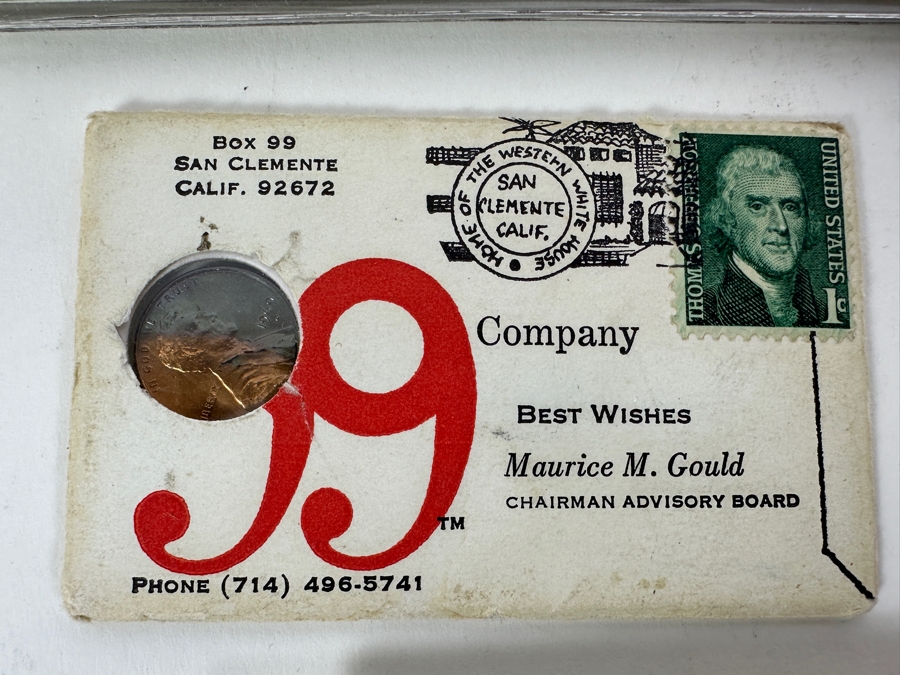 Box 99
San Clemente
Calif. 92672
HOME OF THE WESTERN WHITE HOUSE
SAN
CLEMENTE
CALIF.
THOMAS JEFFERSON
UNITED STATES
1c
99
Company
Best Wishes
Maurice M. Gould
CHAIRMAN ADVISORY BOARD
TM
Phone (714) 496-5741